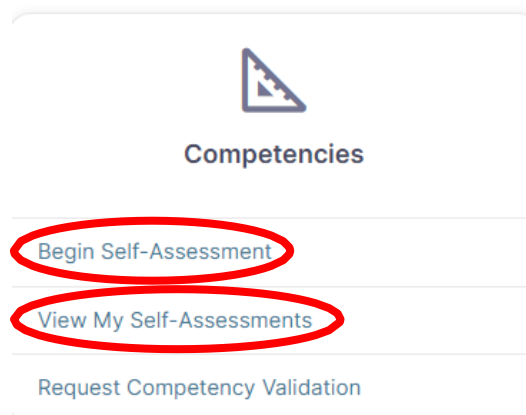 Competencies
Begin Self-Assessment
View My Self-Assessments
Request Competency Validation